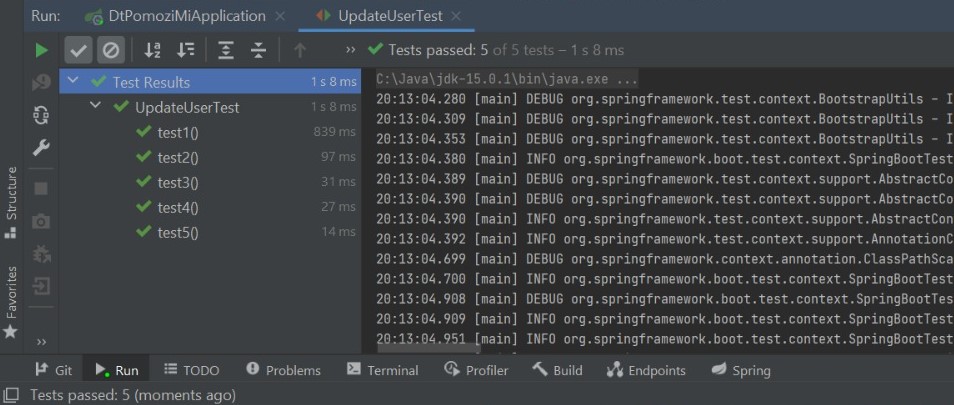 Run: DtPomoziMiApplication UpdateUserTest
Tests passed: 5 of 5 tests – 1 s 8 ms
Test Results 1 s 8 ms
UpdateUserTest 1 s 8 ms
test1() 839 ms
test2() 97 ms
test3() 31 ms
test4() 27 ms
test5() 14 ms
C:\Java\jdk-15.0.1\bin\java.exe ...
20:13:04.280 [main] DEBUG org.springframework.test.context.BootstrapUtils - I
20:13:04.309 [main] DEBUG org.springframework.test.context.BootstrapUtils - I
20:13:04.353 [main] DEBUG org.springframework.test.context.BootstrapUtils - I
20:13:04.380 [main] INFO org.springframework.boot.test.context.SpringBootTest
20:13:04.389 [main] DEBUG org.springframework.test.context.support.AbstractCo
20:13:04.390 [main] DEBUG org.springframework.test.context.support.AbstractCo
20:13:04.390 [main] INFO org.springframework.test.context.support.AbstractCon
20:13:04.392 [main] INFO org.springframework.test.context.support.AnnotationC
20:13:04.699 [main] DEBUG org.springframework.context.annotation.ClassPathSca
20:13:04.700 [main] INFO org.springframework.boot.test.context.SpringBootTest
20:13:04.908 [main] DEBUG org.springframework.boot.test.context.SpringBootTes
20:13:04.909 [main] INFO org.springframework.boot.test.context.SpringBootTest
20:13:04.951 [main] INFO org.springframework.boot.test.context.SpringBootTest
Structure
Favorites
Git Run TODO Problems Terminal Profiler Build Endpoints Spring
Tests passed: 5 (moments ago)